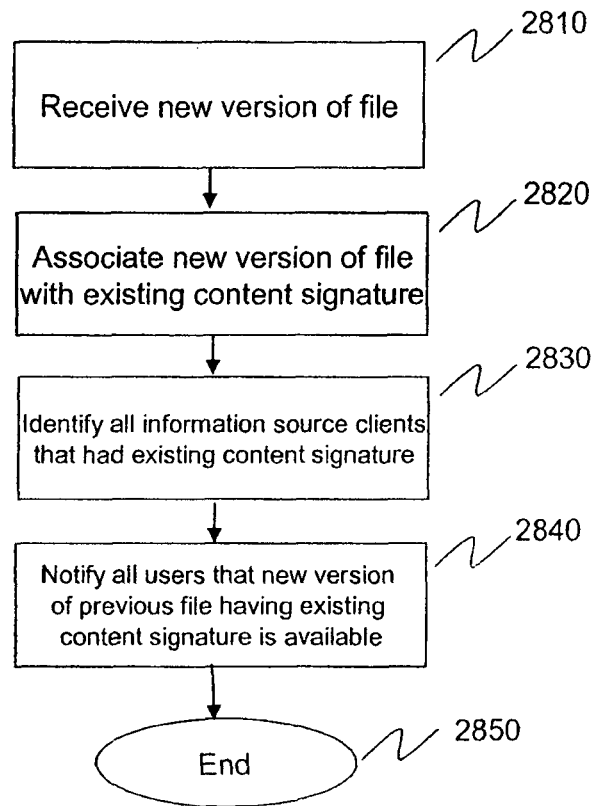 2810
Receive new version of file
2820
Associate new version of file
with existing content signature
2830
Identify all information source clients
that had existing content signature
2840
Notify all users that new version
of previous file having existing
content signature is available
2850
End